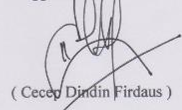 ( Cecep Dindin Firdaus )